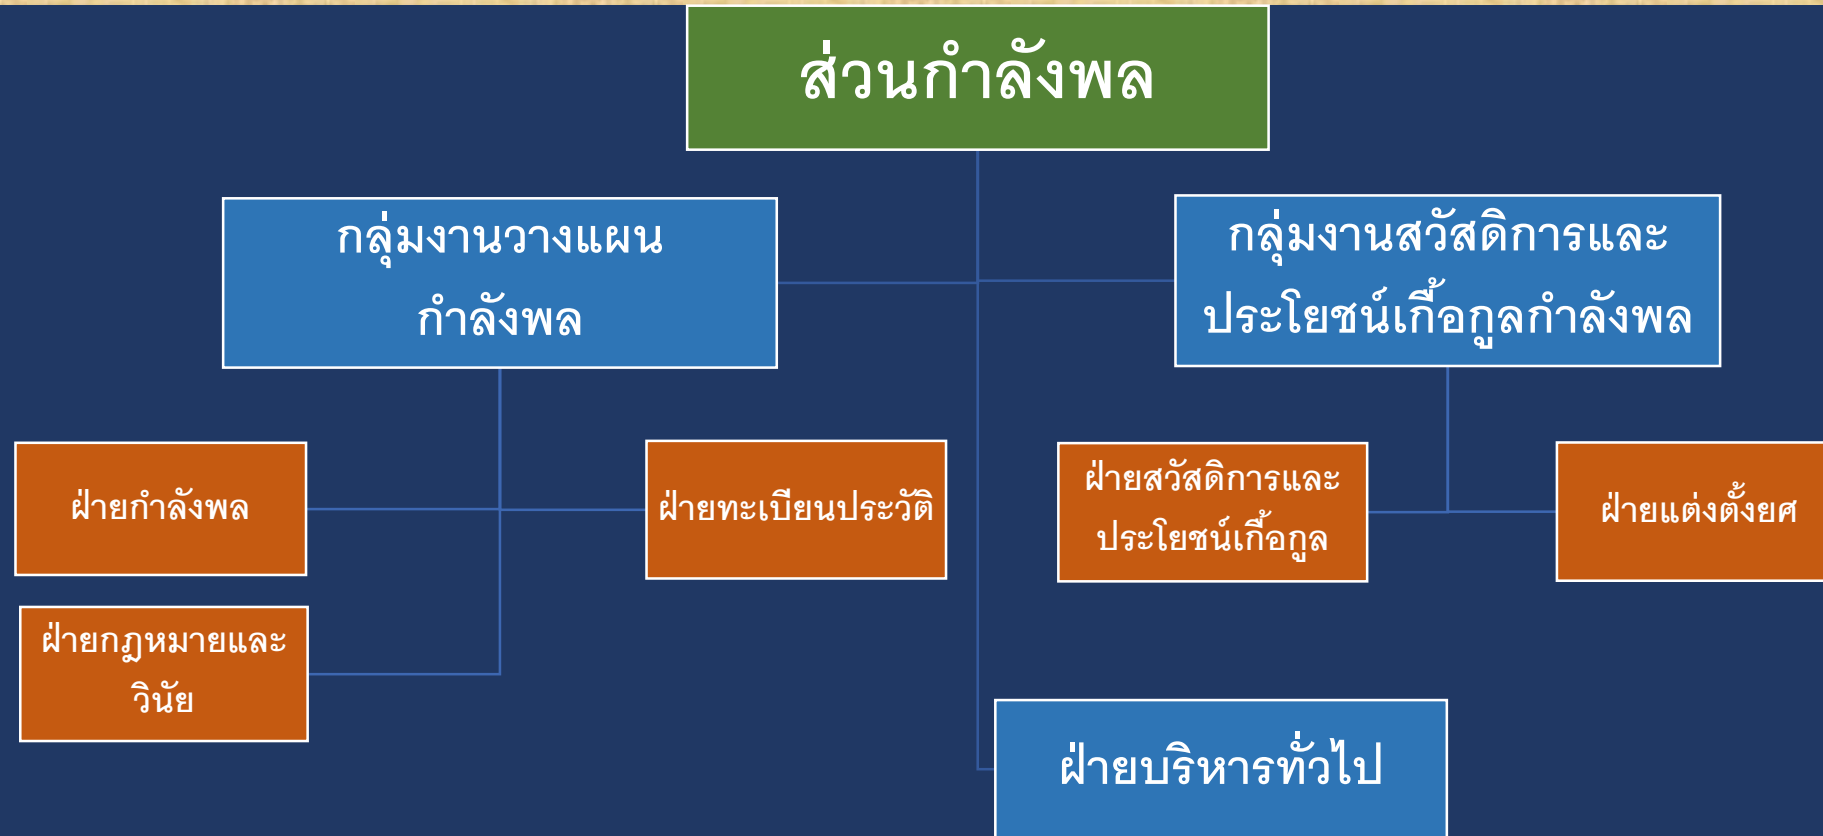 ส่วนกำลังพล
กลุ่มงานวางแผน
กำลังพล
กลุ่มงานสวัสดิการและ
ประโยชน์เกื้อกูลกำลังพล
ฝ่ายกำลังพล
ฝ่ายทะเบียนประวัติ
ฝ่ายสวัสดิการและ
ประโยชน์เกื้อกูล
ฝ่ายแต่งตั้งยศ
ฝ่ายกฎหมายและ
วินัย
ฝ่ายบริหารทั่วไป